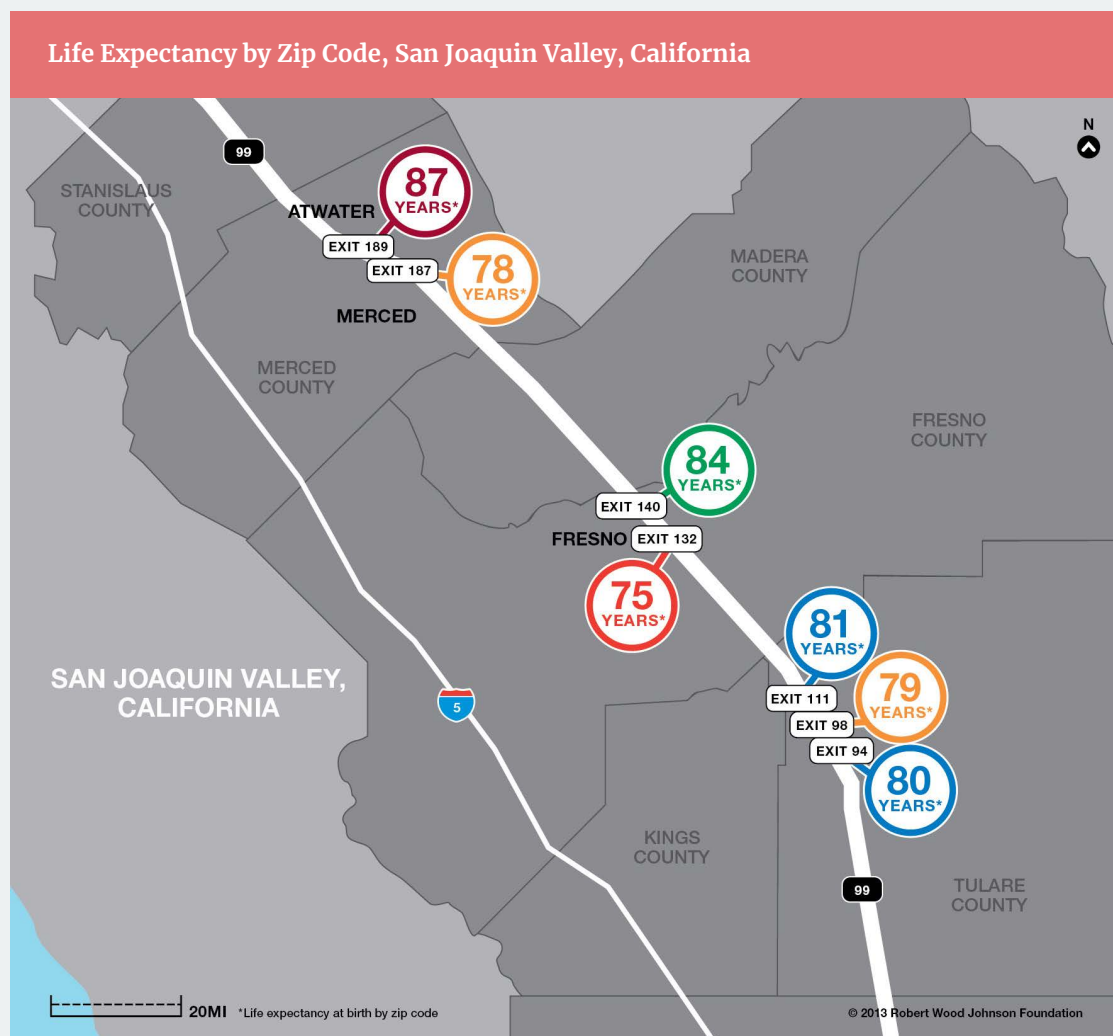 Life Expectancy by Zip Code, San Joaquin Valley, California
N
99
STANISLAUS
COUNTY
87
YEARS*
ATWATER
EXIT 189
EXIT 187
78
YEARS*
MERCED
MADERA
COUNTY
MERCED
COUNTY
FRESNO
COUNTY
84
YEARS*
EXIT 140
FRESNO
EXIT 132
75
YEARS*
81
YEARS*
SAN JOAQUIN VALLEY,
CALIFORNIA
5
EXIT 111
79
YEARS*
EXIT 98
EXIT 94
80
YEARS*
KINGS
COUNTY
99
TULARE
COUNTY
20MI
*Life expectancy at birth by zip code
© 2013 Robert Wood Johnson Foundation